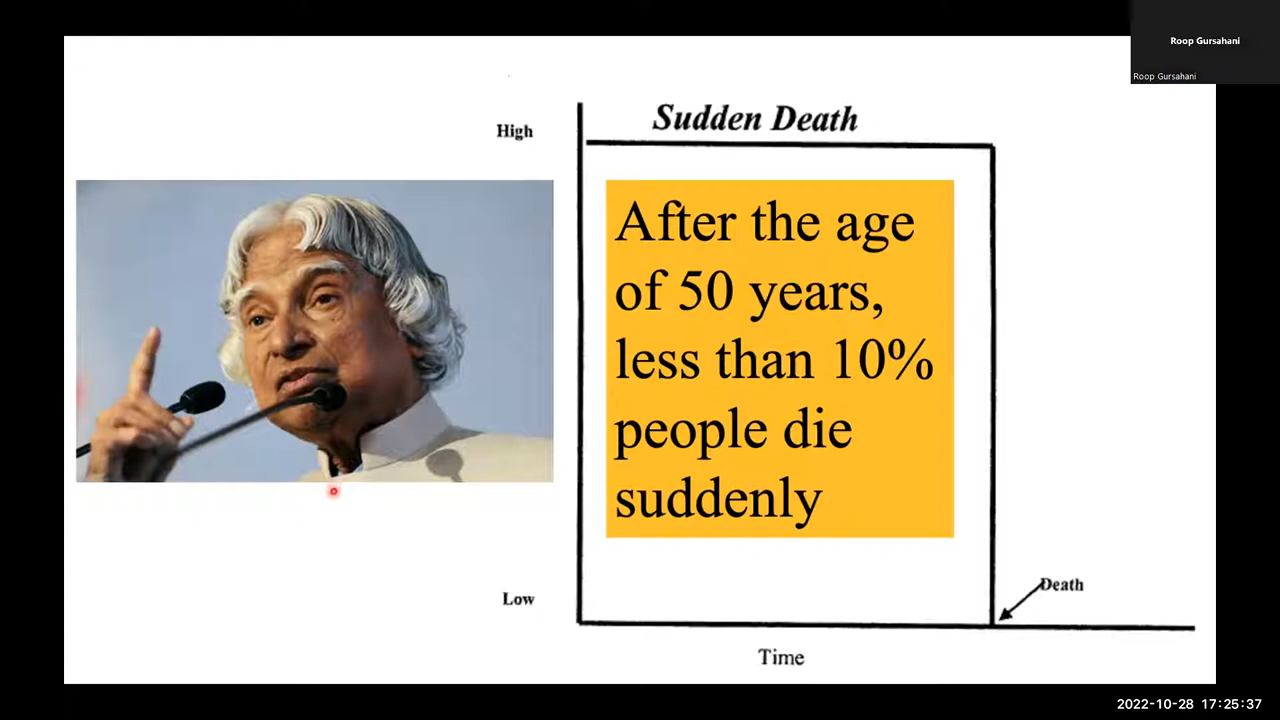 Roop Gursahani
Roop Gursahani
Sudden Death
High
After the age
of 50 years,
less than 10%
people die
suddenly
Low
Death
Time
2022-10-28 17:25:37